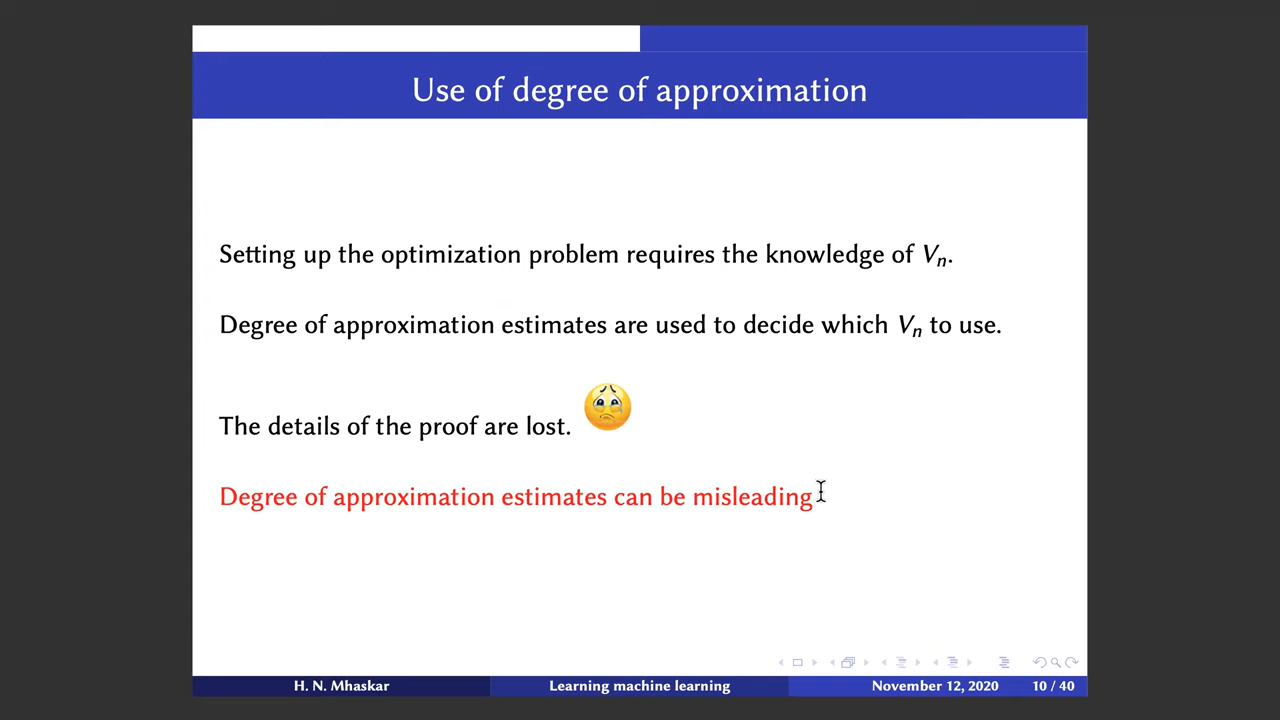 Use of degree of approximation
Setting up the optimization problem requires the knowledge of Vn.
Degree of approximation estimates are used to decide which Vn to use.
The details of the proof are lost.
Degree of approximation estimates can be misleading
H. N. Mhaskar
Learning machine learning
November 12, 2020
10 / 40